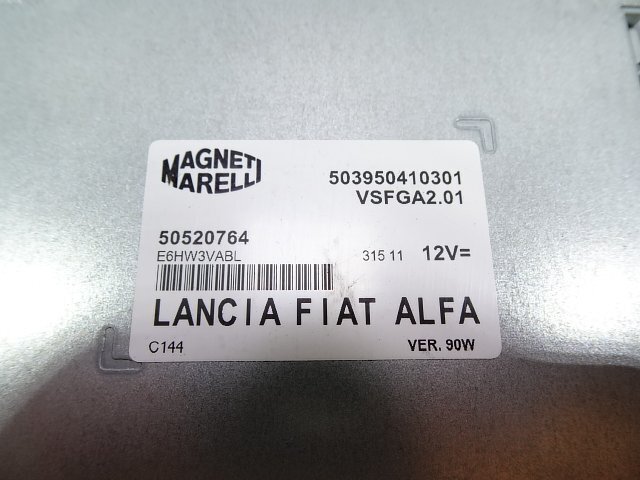 MAGNETI MARELLI
503950410301
VSFGA2.01
50520764
E6HW3VABL
315 11 12V=
LANCIA FIAT ALFA
C144
VER. 90W